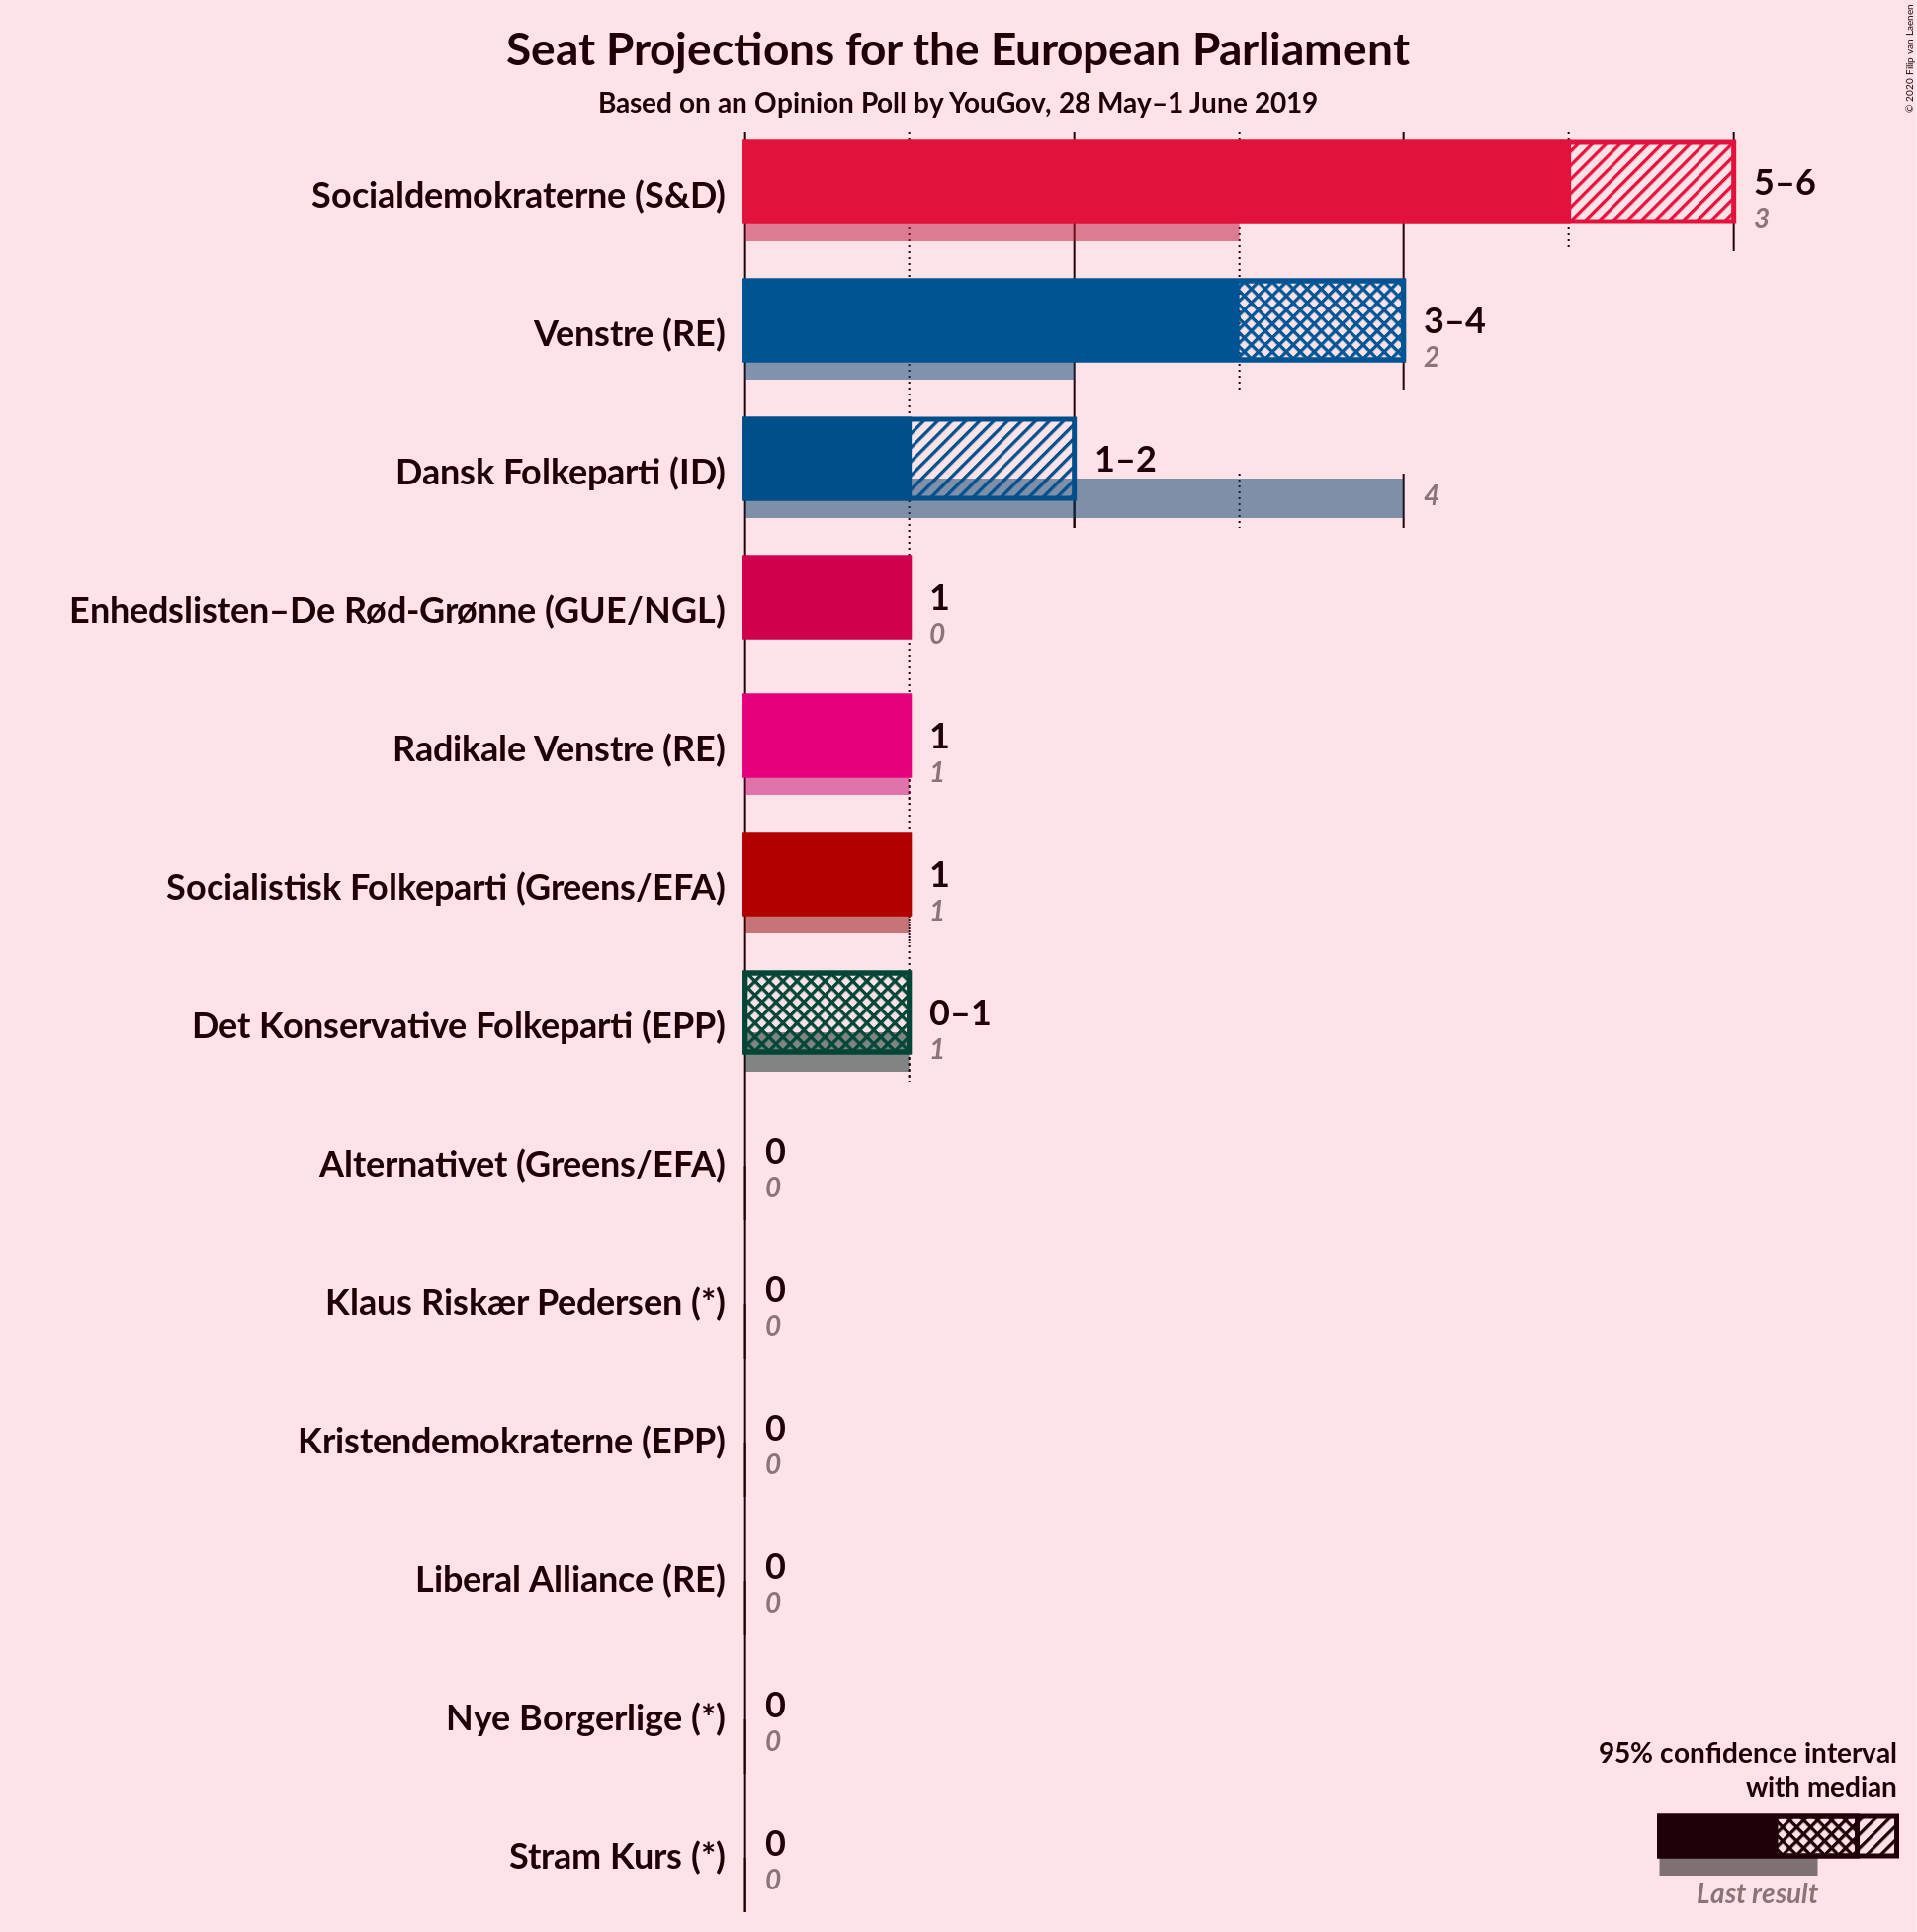 Seat Projections for the European Parliament
Based on an Opinion Poll by YouGov, 28 May–1 June 2019
© 2020 Filip van Laenen
Socialdemokraterne (S&D)
5–6
3
Venstre (RE)
3–4
2
Dansk Folkeparti (ID)
1–2
4
Enhedslisten–De Rød-Grønne (GUE/NGL)
1
0
Radikale Venstre (RE)
1
1
Socialistisk Folkeparti (Greens/EFA)
1
1
Det Konservative Folkeparti (EPP)
0–1
1
Alternativet (Greens/EFA)
0
0
Klaus Riskær Pedersen (*)
0
0
Kristendemokraterne (EPP)
0
0
Liberal Alliance (RE)
0
0
Nye Borgerlige (*)
0
0
Stram Kurs (*)
0
0
95% confidence interval
with median
Last result